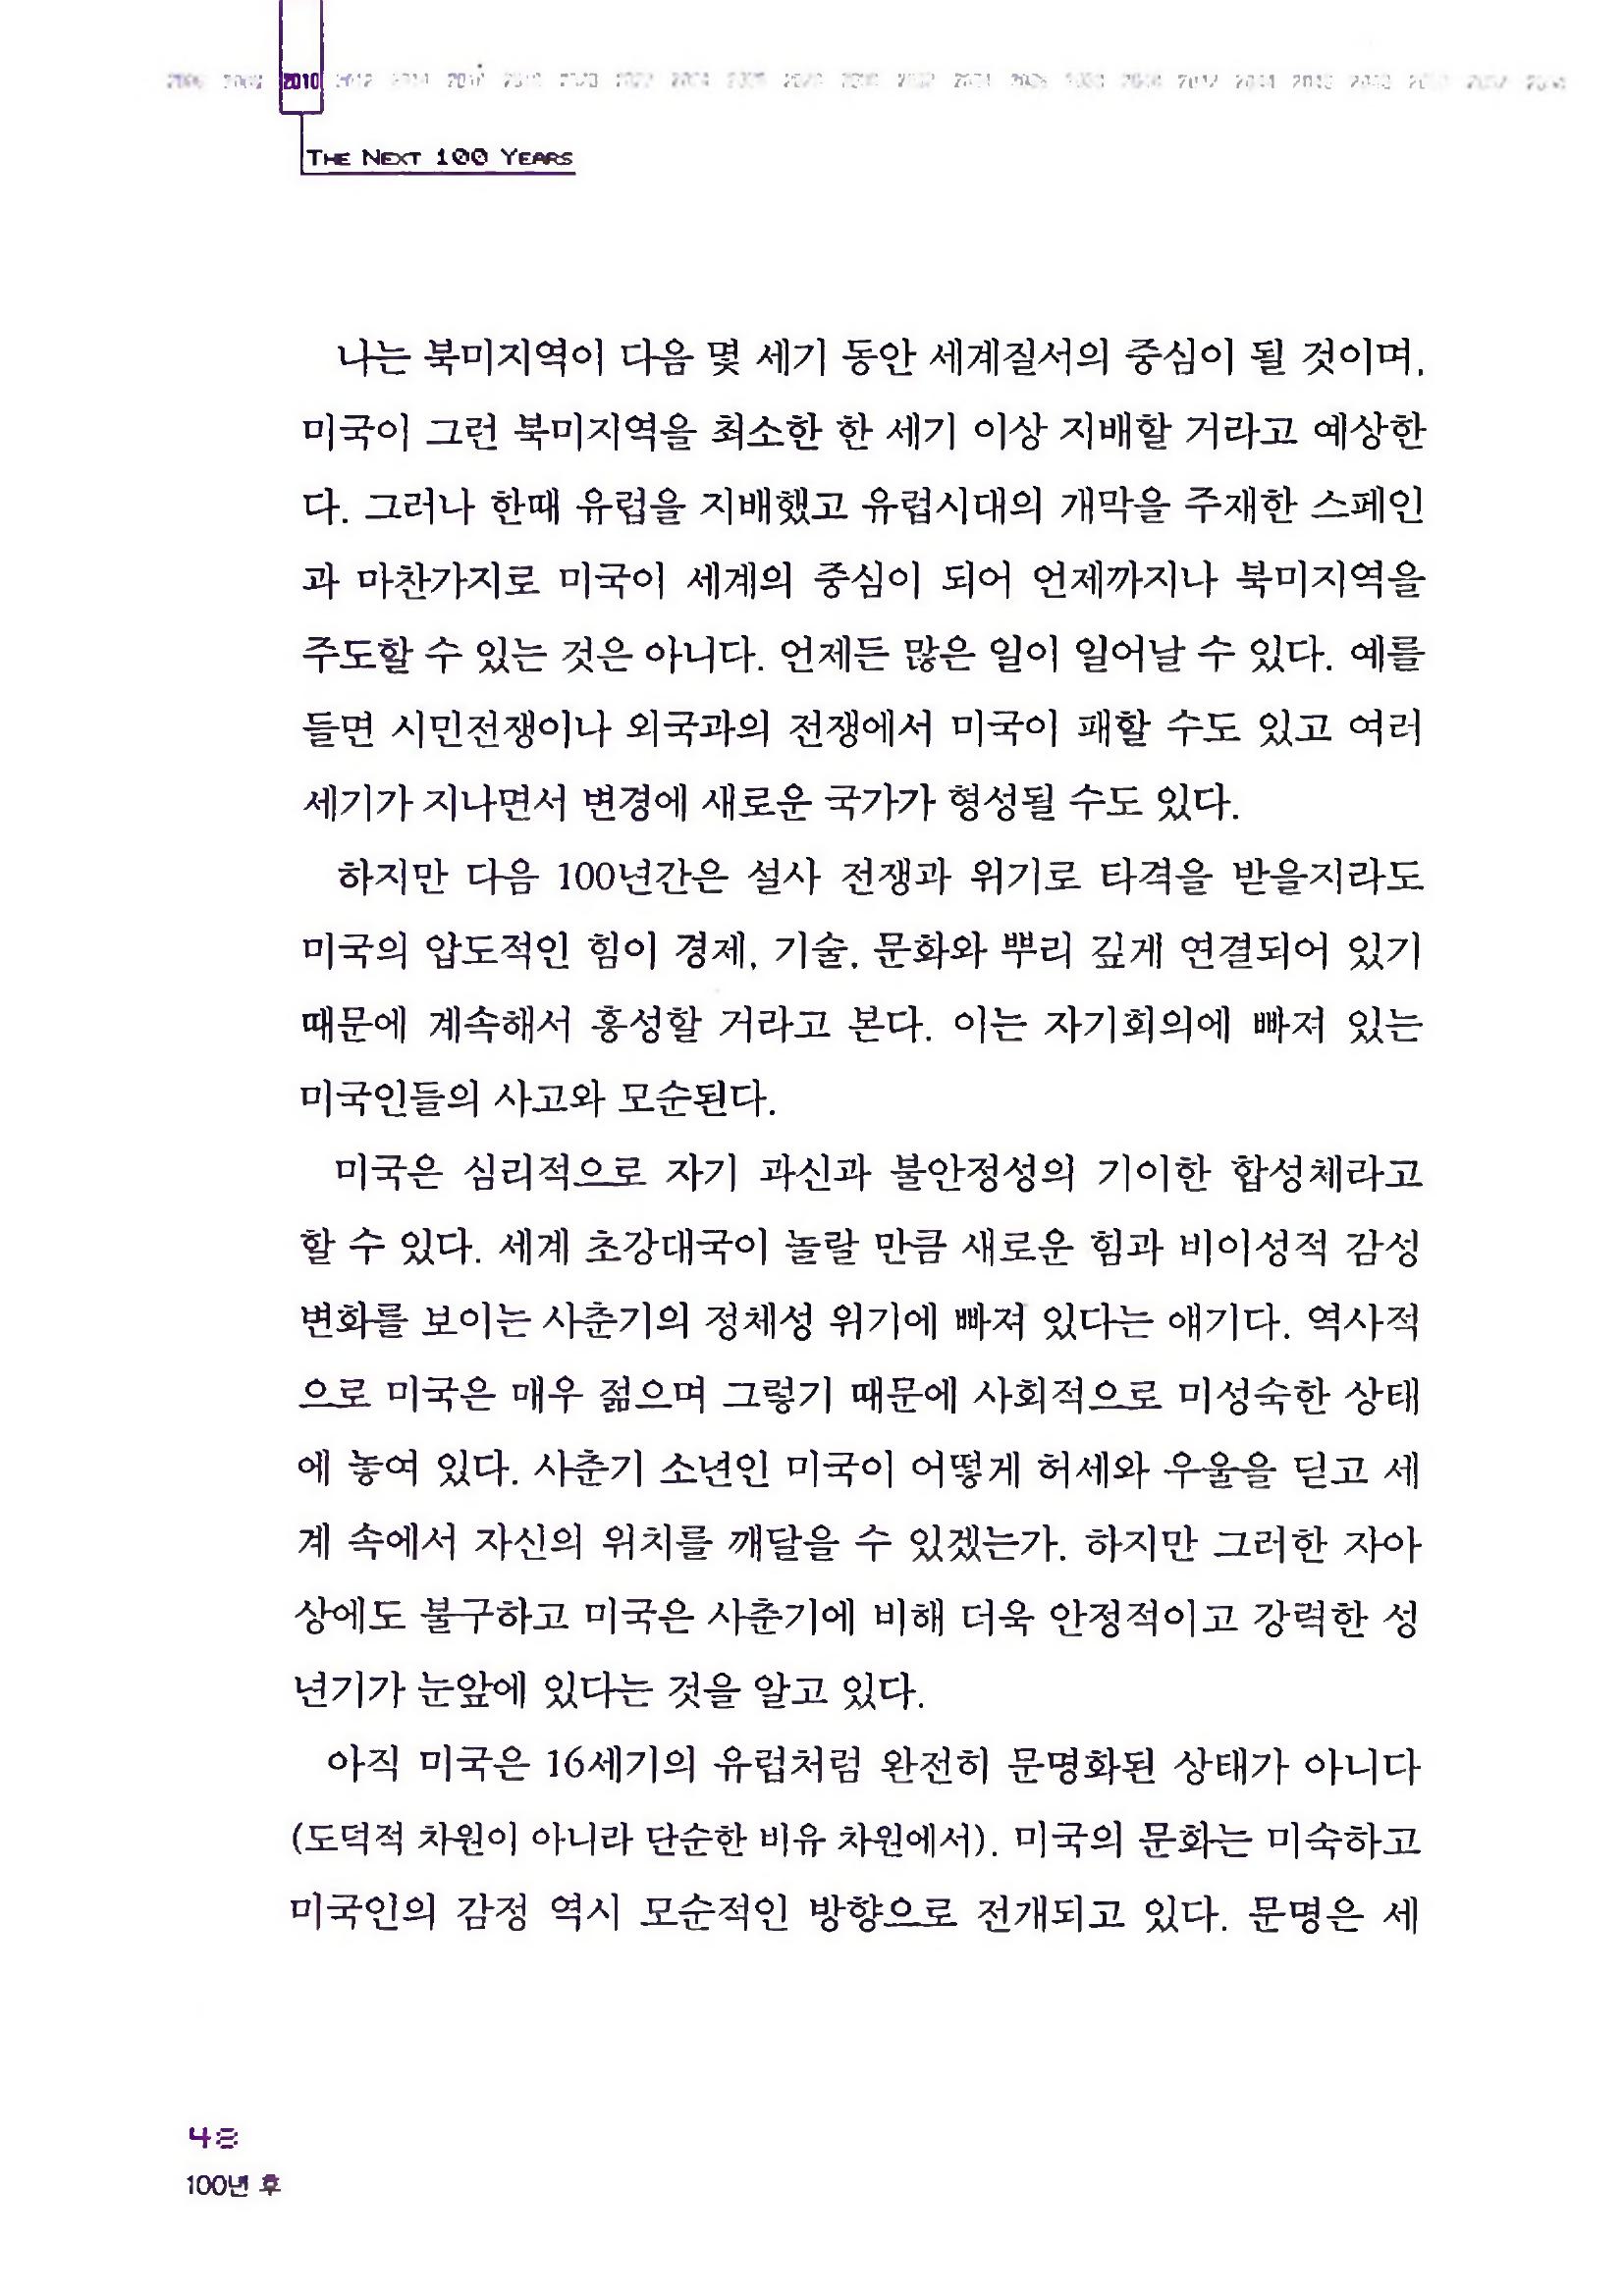 2010
THE NEXT 100 YEARS
나는 북미지역이 다음 몇 세기 동안 세계질서의 중심이 될 것이며,
미국이 그런 북미지역을 최소한 한 세기 이상 지배할 거라고 예상한
다. 그러나 한때 유럽을 지배했고 유럽시대의 개막을 주재한 스페인
과 마찬가지로 미국이 세계의 중심이 되어 언제까지나 북미지역을
주도할 수 있는 것은 아니다. 언제든 많은 일이 일어날 수 있다. 예를
들면 시민전쟁이나 외국과의 전쟁에서 미국이 패할 수도 있고 여러
세기가 지나면서 변경에 새로운 국가가 형성될 수도 있다.
하지만 다음 100년간은 설사 전쟁과 위기로 타격을 받을지라도
미국의 압도적인 힘이 경제, 기술, 문화와 뿌리 깊게 연결되어 있기
때문에 계속해서 흥성할 거라고 본다. 이는 자기회의에 빠져 있는
미국인들의 사고와 모순된다.
미국은 심리적으로 자기 과신과 불안정성의 기이한 합성체라고
할 수 있다. 세계 초강대국이 놀랄 만큼 새로운 힘과 비이성적 감성
변화를 보이는 사춘기의 정체성 위기에 빠져 있다는 얘기다. 역사적
으로 미국은 매우 젊으며 그렇기 때문에 사회적으로 미성숙한 상태
에 놓여 있다. 사춘기 소년인 미국이 어떻게 허세와 우울을 딛고 세
계 속에서 자신의 위치를 깨달을 수 있겠는가. 하지만 그러한 자아
상에도 불구하고 미국은 사춘기에 비해 더욱 안정적이고 강력한 성
년기가 눈앞에 있다는 것을 알고 있다.
아직 미국은 16세기의 유럽처럼 완전히 문명화된 상태가 아니다
(도덕적 차원이 아니라 단순한 비유 차원에서). 미국의 문화는 미숙하고
미국인의 감정 역시 모순적인 방향으로 전개되고 있다. 문명은 세
48
100년 후